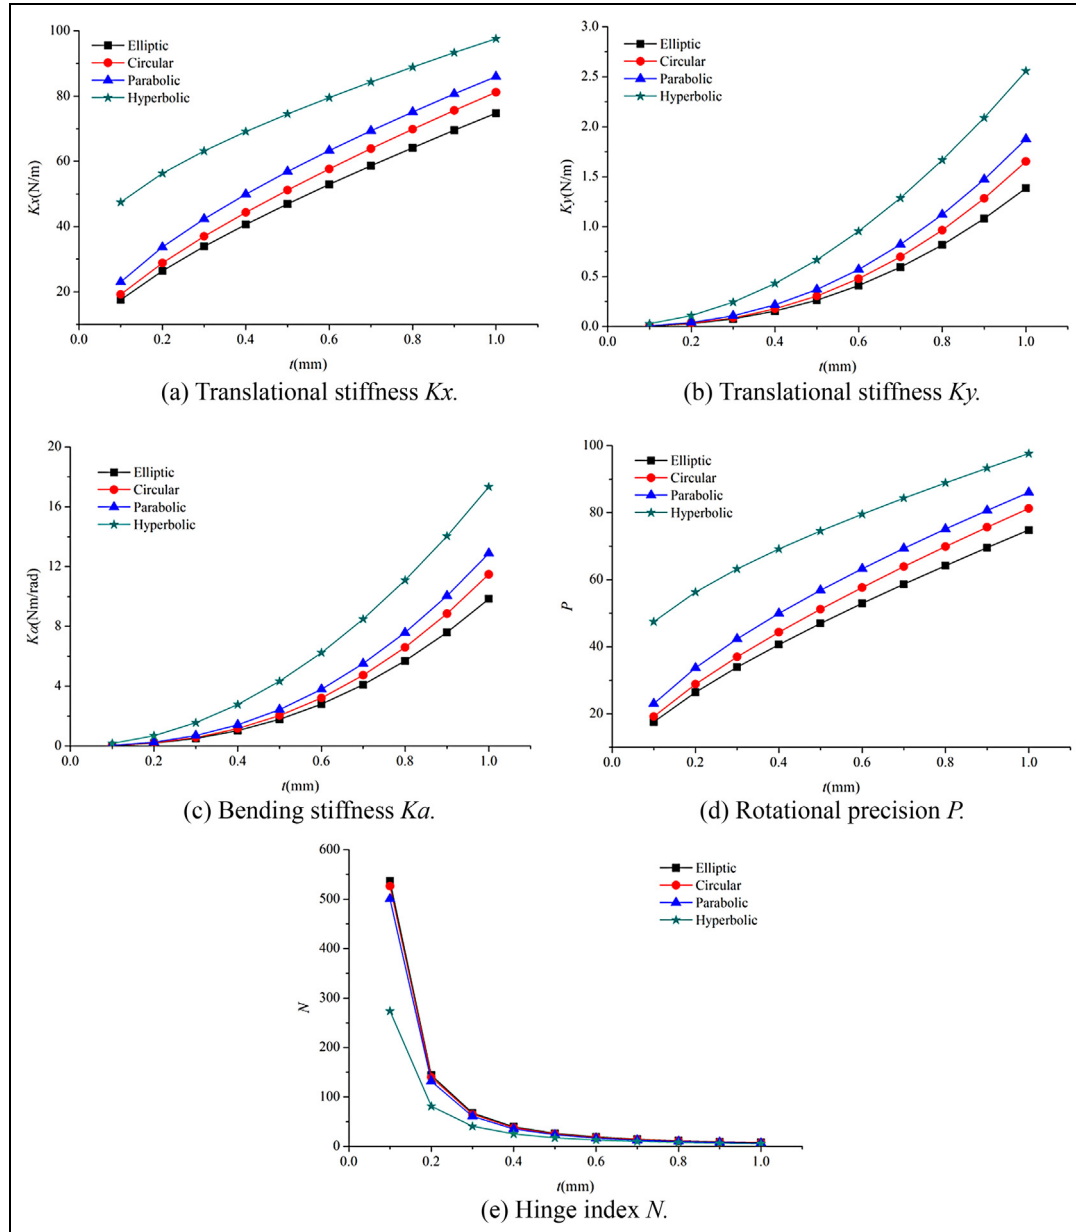 100
80
60
40
20
Kx(N/m)
Elliptic
Circular
Parabolic
Hyperbolic
0.0 0.2 0.4 0.6 0.8 1.0
t(mm)
(a) Translational stiffness Kx.
3.0
2.5
2.0
1.5
1.0
0.5
0.0
Ky(N/m)
Elliptic
Circular
Parabolic
Hyperbolic
0.0 0.2 0.4 0.6 0.8 1.0
t(mm)
(b) Translational stiffness Ky.
20
16
12
8
4
0
Kα(Nm/rad)
Elliptic
Circular
Parabolic
Hyperbolic
0.0 0.2 0.4 0.6 0.8 1.0
t(mm)
(c) Bending stiffness Ka.
100
80
60
40
20
P
Elliptic
Circular
Parabolic
Hyperbolic
0.0 0.2 0.4 0.6 0.8 1.0
t(mm)
(d) Rotational precision P.
600
500
400
300
200
100
0
N
Elliptic
Circular
Parabolic
Hyperbolic
0.0 0.2 0.4 0.6 0.8 1.0
t(mm)
(e) Hinge index N.